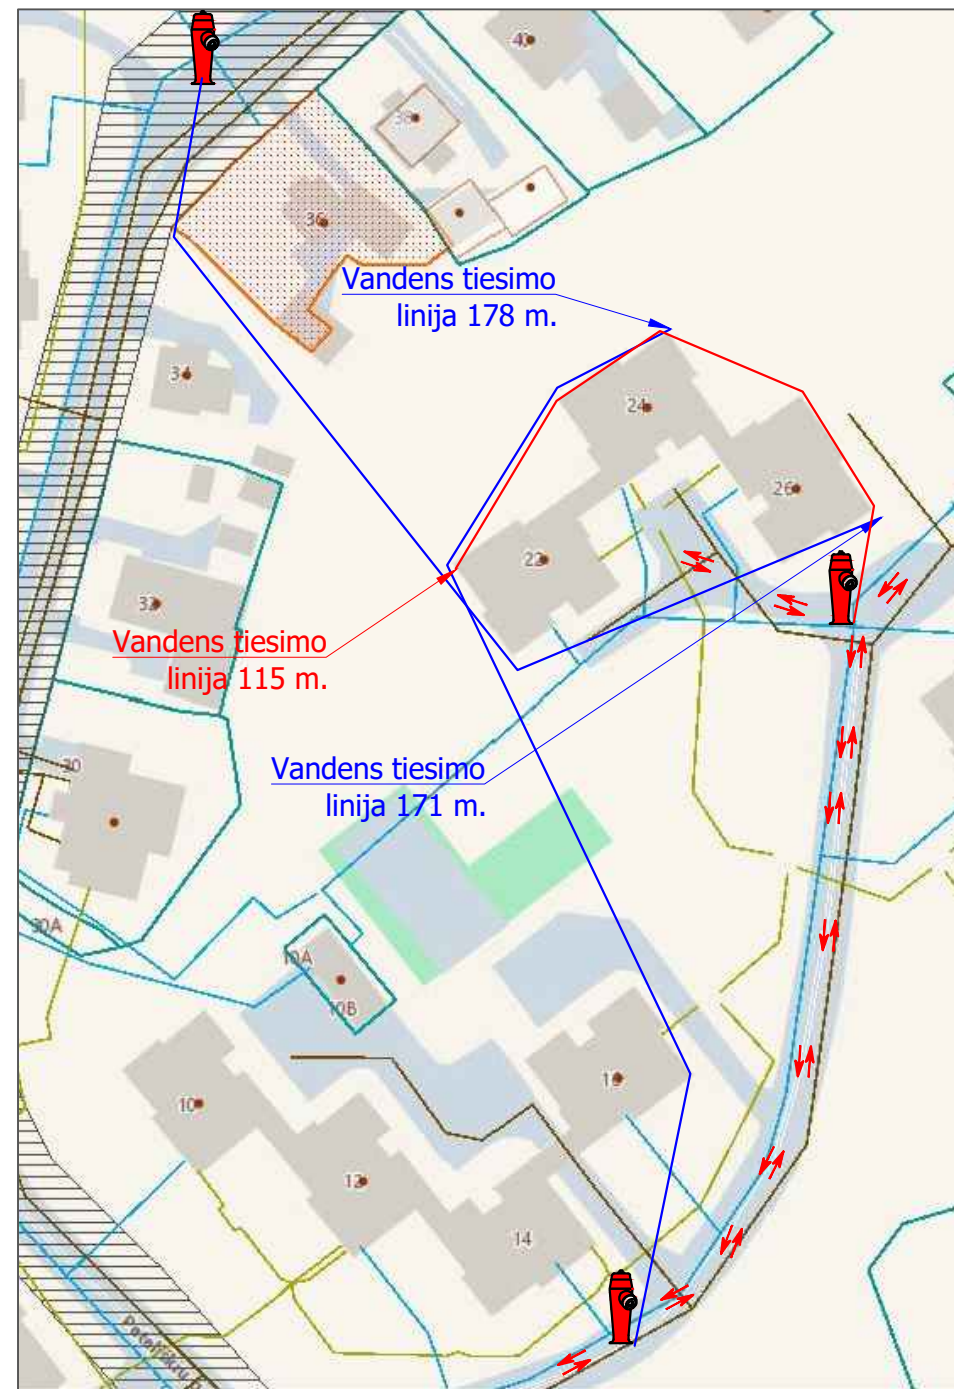 40
38
36
Vandens tiesimo
linija 178 m.
34
24
26
22
32
Vandens tiesimo
linija 115 m.
30
Vandens tiesimo
linija 171 m.
30A
10A
10B
16
10
12
14